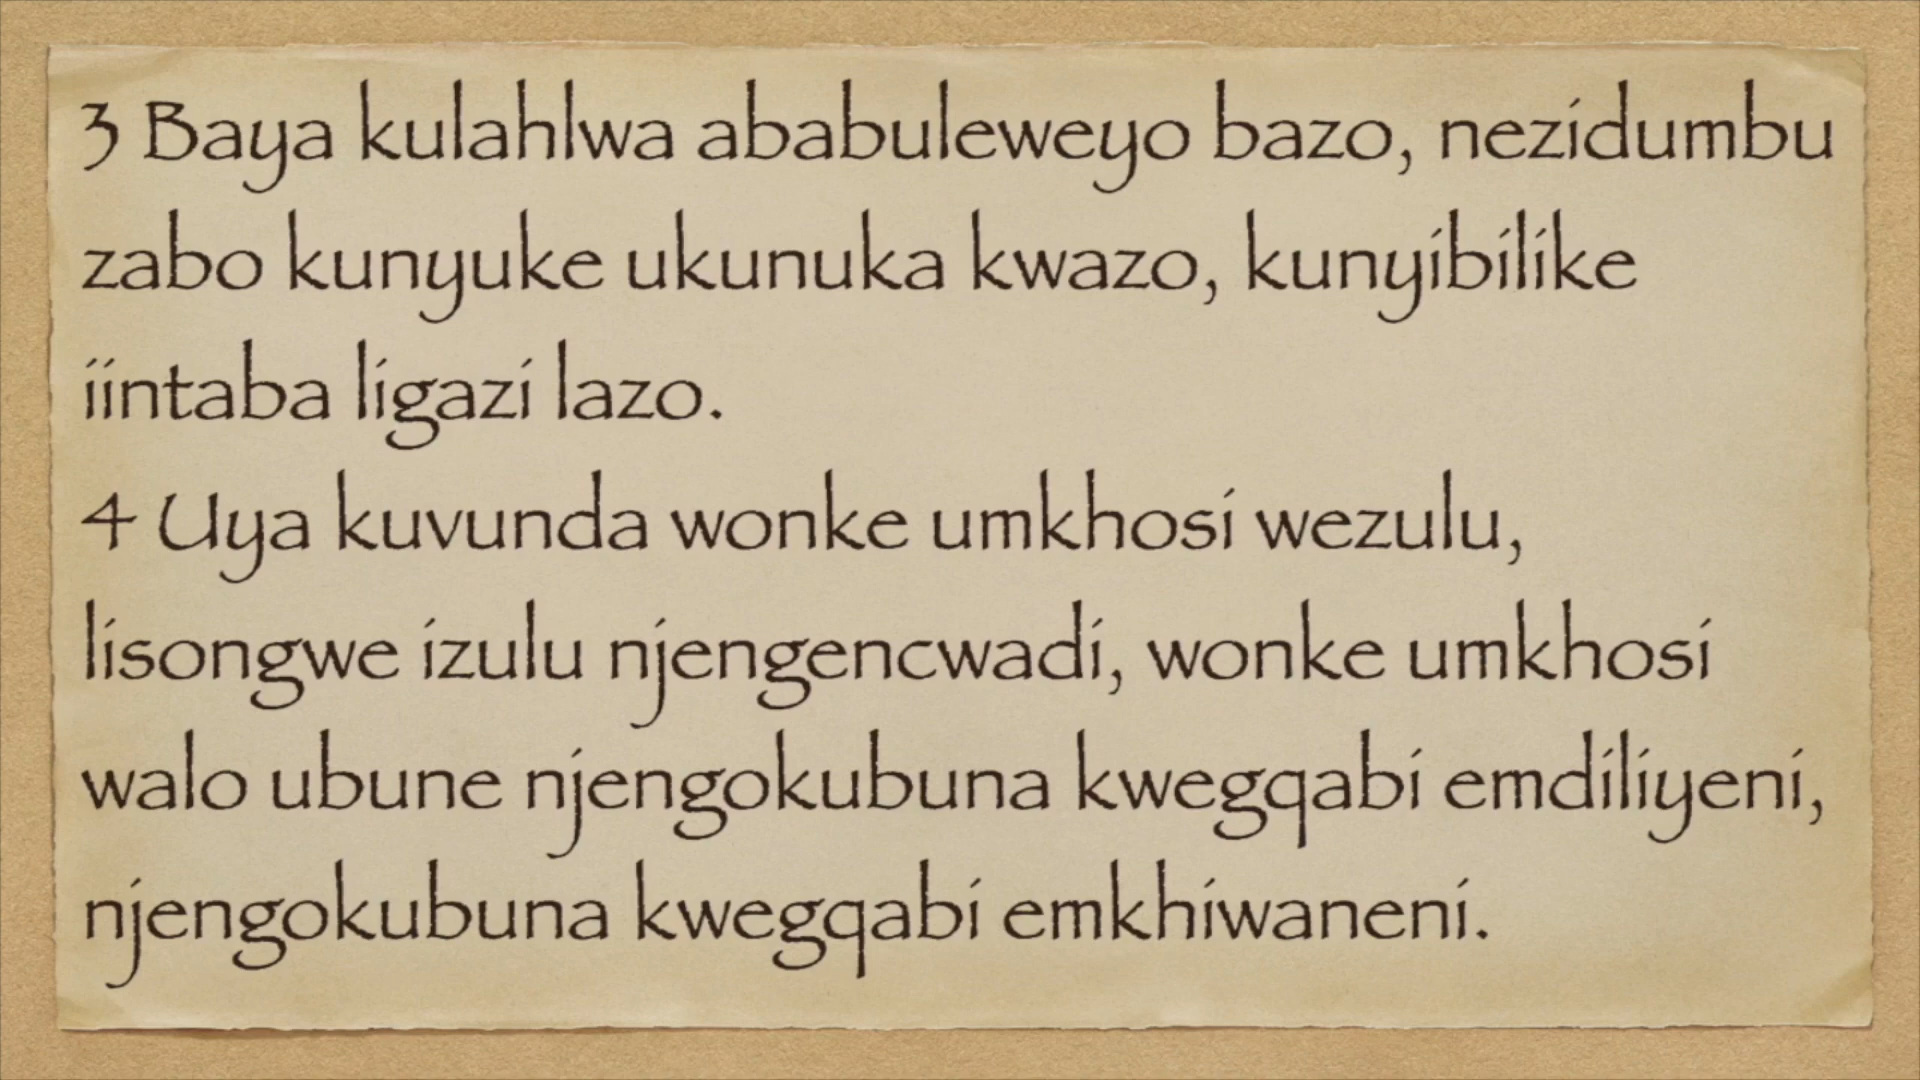 3 Baya kulahlwa ababuleweyo bazo, nezidumbu
zabo kunyuke ukunuka kwazo, kunyibilike
iintaba ligazi lazo.
4 Uya kuvunda wonke umkhosi wezulu,
lisongwe izulu njengencwadi, wonke umkhosi
walo ubune njengokubuna kwegqabi emdiliyeni,
njengokubuna kwegqabi emkhiwaneni.